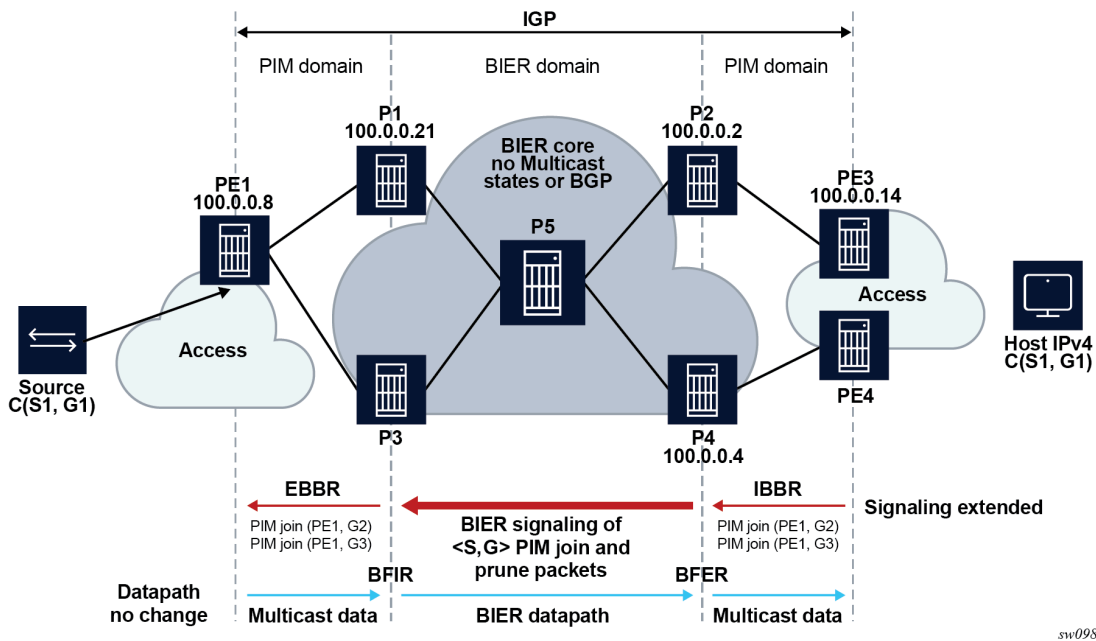 IGP
PIM domain
BIER domain
PIM domain
P1
100.0.0.21
P2
100.0.0.2
BIER core
no Multicast
states or BGP
PE1
100.0.0.8
PE3
100.0.0.14
P5
Access
Access
Source
C(S1, G1)
Host IPv4
C(S1, G1)
PE4
P3
P4
100.0.0.4
EBBR
IBBR
Signaling extended
PIM join (PE1, G2)
PIM join (PE1, G3)
BIER signaling of
<S,G> PIM join and
prune packets
PIM join (PE1, G2)
PIM join (PE1, G3)
BFIR
BFER
Datapath
no change
Multicast data
BIER datapath
Multicast data
sw098